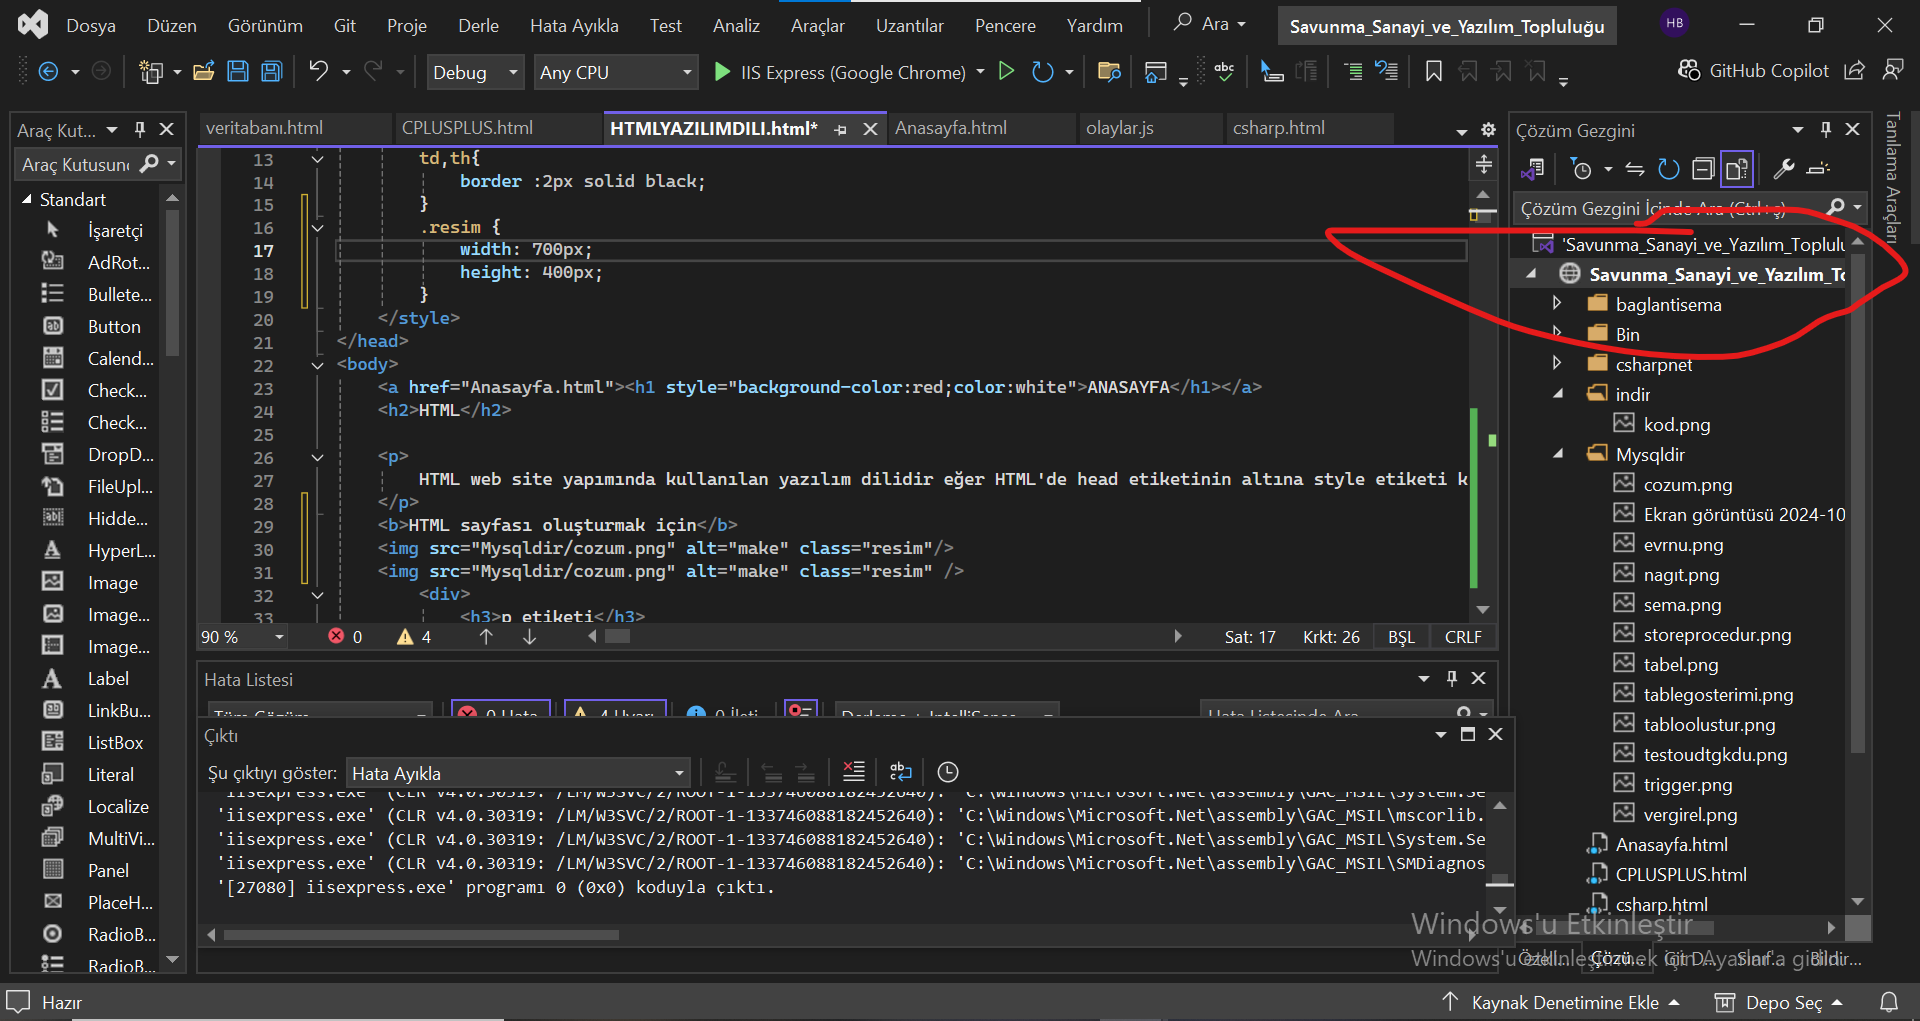 Dosya Düzen Görünüm Git Proje Derle Hata Ayıkla Test Analiz Araçlar Uzantılar Pencere Yardım Ara Savunma_Sanayi_ve_Yazılım_Topluluğu HB
Debug Any CPU IIS Express (Google Chrome) abc GitHub Copilot
Araç Kut...
Araç Kutusun
Standart
İşaretçi
AdRot...
Bullete...
Button
Calend...
Check...
Check...
DropD...
FileUpl...
Hidde...
HyperL...
Image
Image...
Image...
Label
LinkBu...
ListBox
Literal
Localize
MultiVi...
Panel
PlaceH...
RadioB...
RadioB...
veritabanı.html CPLUSPLUS.html HTMLYAZILIMDILI.html* Anasayfa.html olaylar.js csharp.html
13 td,th{
14 border :2px solid black;
15 }
16 .resim {
17 width: 700px;
18 height: 400px;
19 }
20 </style>
21 </head>
22 <body>
23 <a href="Anasayfa.html"><h1 style="background-color:red;color:white">ANASAYFA</h1></a>
24 <h2>HTML</h2>
25
26 <p>
27 HTML web site yapımında kullanılan yazılım dilidir eğer HTML'de head etiketinin altına style etiketi k
28 </p>
29 <b>HTML sayfası oluşturmak için</b>
30 <img src="Mysqldir/cozum.png" alt="make" class="resim"/>
31 <img src="Mysqldir/cozum.png" alt="make" class="resim" />
32 <div>
33 <h3>p etiketi</h3>
90 % 0 4 Sat: 17 Krkt: 26 BŞL CRLF
Hata Listesi
Tüm Çözüm 0 Hata 4 Uyarı 0 İleti Derleme + IntelliSense Hata Listesinde Ara
Çıktı
Şu çıktıyı göster: Hata Ayıkla
'iisexpress.exe' (CLR v4.0.30319: /LM/W3SVC/2/ROOT-1-133746088182452640): 'C:\Windows\Microsoft.Net\assembly\GAC_MSIL\System.Se
'iisexpress.exe' (CLR v4.0.30319: /LM/W3SVC/2/ROOT-1-133746088182452640): 'C:\Windows\Microsoft.Net\assembly\GAC_MSIL\mscorlib.
'iisexpress.exe' (CLR v4.0.30319: /LM/W3SVC/2/ROOT-1-133746088182452640): 'C:\Windows\Microsoft.Net\assembly\GAC_MSIL\System.Se
'iisexpress.exe' (CLR v4.0.30319: /LM/W3SVC/2/ROOT-1-133746088182452640): 'C:\Windows\Microsoft.Net\assembly\GAC_MSIL\SMDiagnos
'[27080] iisexpress.exe' programı 0 (0x0) koduyla çıktı.
Çözüm Gezgini
Çözüm Gezgini İçinde Ara (Ctrl+ş)
'Savunma_Sanayi_ve_Yazılım_Toplulu
Savunma_Sanayi_ve_Yazılım_To
baglantisema
Bin
csharpnet
indir
kod.png
Mysqldir
cozum.png
Ekran görüntüsü 2024-10
evrnu.png
nagıt.png
sema.png
storeprocedur.png
tabel.png
tablegosterimi.png
tabloolustur.png
testoudtgkdu.png
trigger.png
vergirel.png
Anasayfa.html
CPLUSPLUS.html
csharp.html
Özell... Çözü... Git D... Sınıf... Bildir...
Tanılama Araçları
Windows'u Etkinleştir
Windows'u etkinleştirmek için Ayarlar'a gidin.
Hazır Kaynak Denetimine Ekle Depo Seç